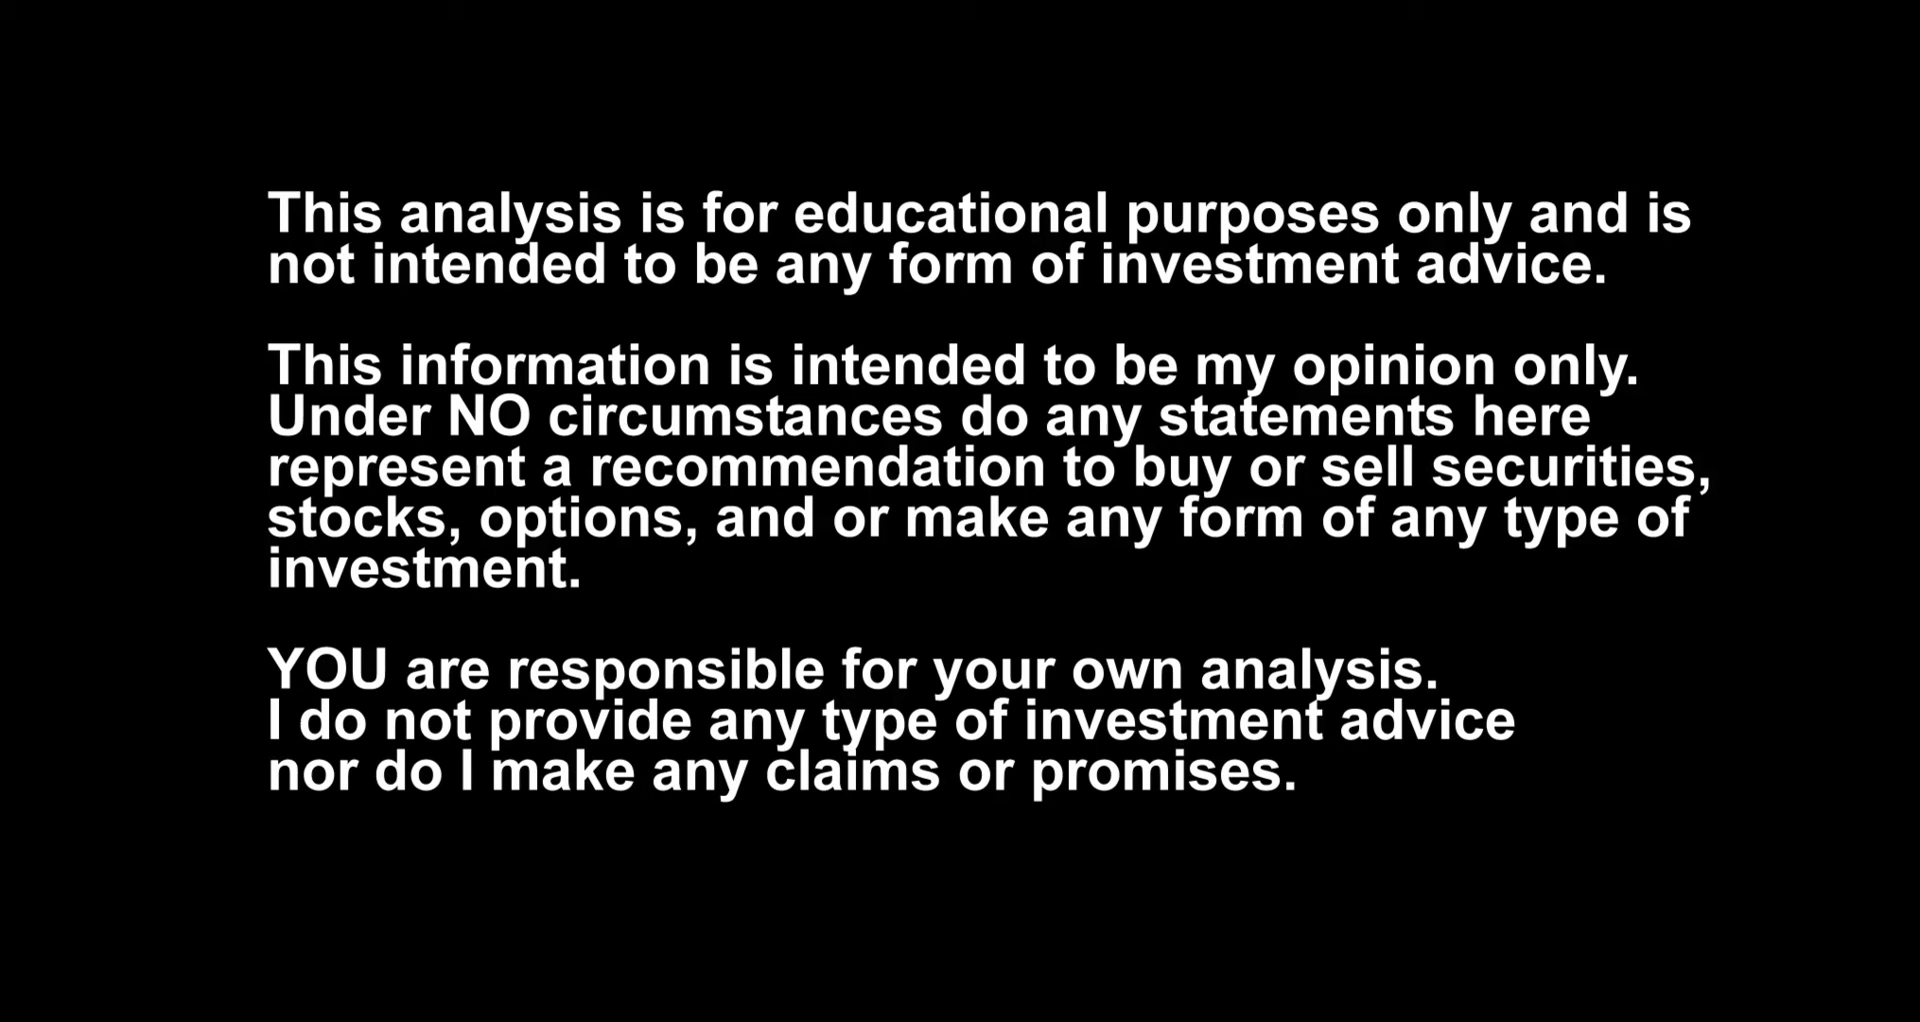 This analysis is for educational purposes only and is
not intended to be any form of investment advice.
This information is intended to be my opinion only.
Under NO circumstances do any statements here
represent a recommendation to buy or sell securities,
stocks, options, and or make any form of any type of
investment.
YOU are responsible for your own analysis.
I do not provide any type of investment advice
nor do I make any claims or promises.